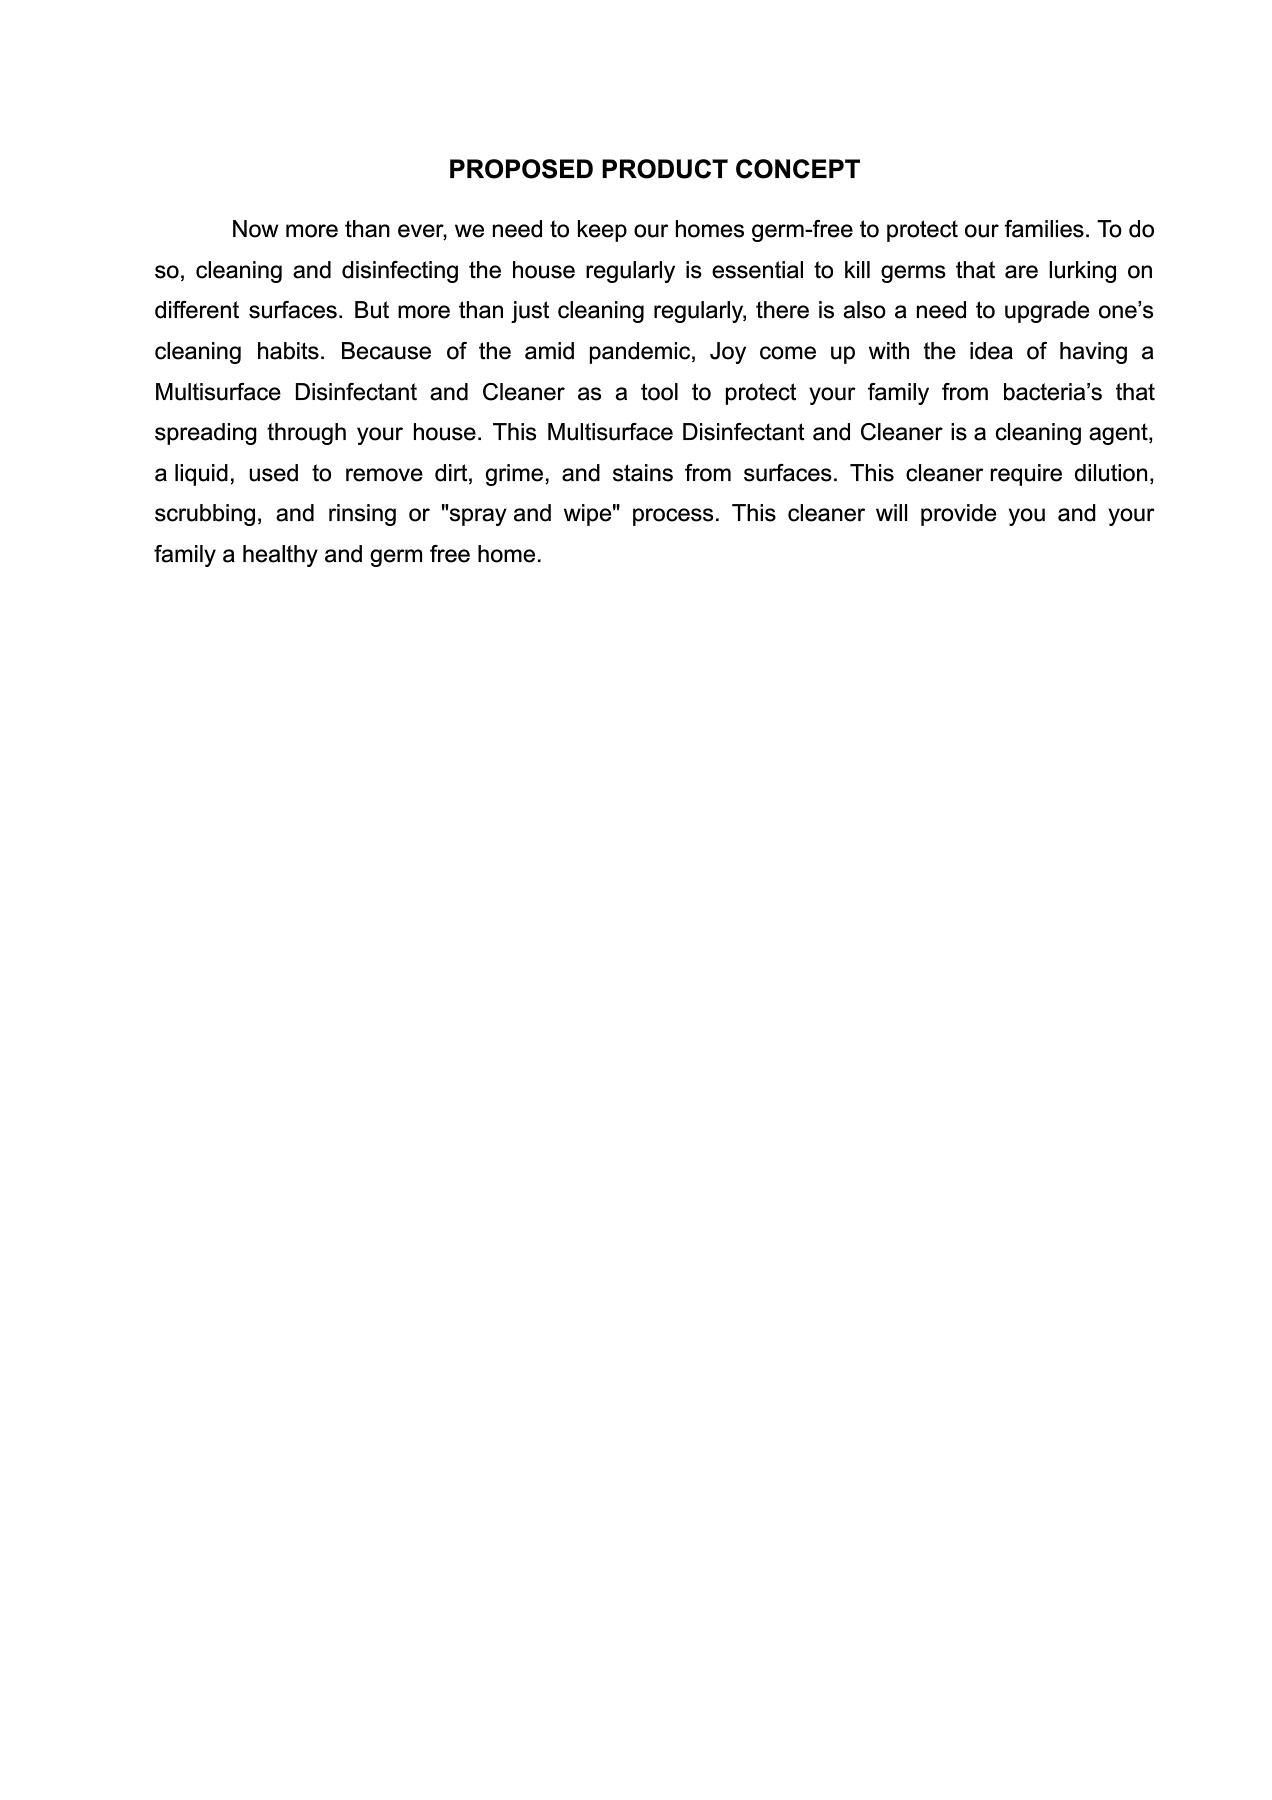 PROPOSED PRODUCT CONCEPT
Now more than ever, we need to keep our homes germ-free to protect our families. To do
so, cleaning and disinfecting the house regularly is essential to kill germs that are lurking on
different surfaces. But more than just cleaning regularly, there is also a need to upgrade one’s
cleaning habits. Because of the amid pandemic, Joy come up with the idea of having a
Multisurface Disinfectant and Cleaner as a tool to protect your family from bacteria’s that
spreading through your house. This Multisurface Disinfectant and Cleaner is a cleaning agent,
a liquid, used to remove dirt, grime, and stains from surfaces. This cleaner require dilution,
scrubbing, and rinsing or "spray and wipe" process. This cleaner will provide you and your
family a healthy and germ free home.